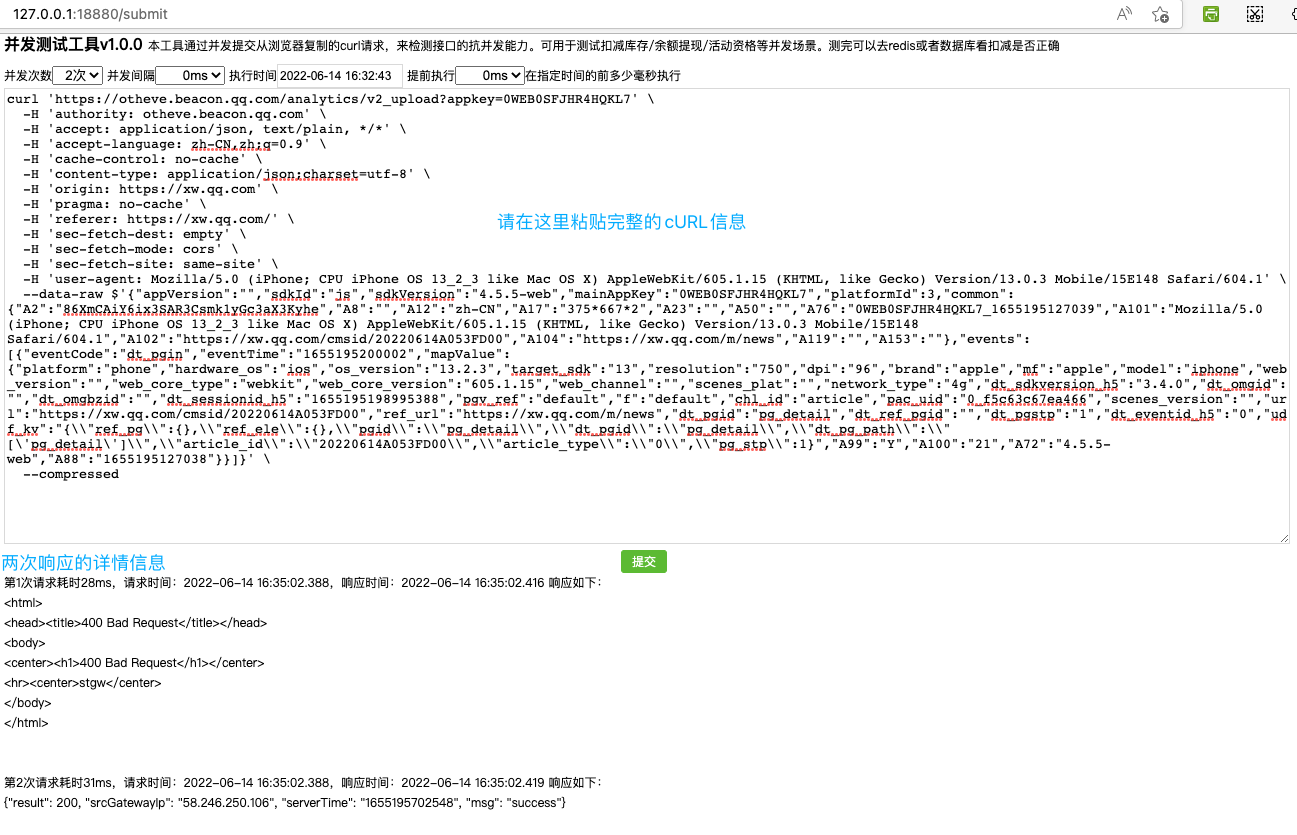 127.0.0.1:18880/submit
并发测试工具v1.0.0 本工具通过并发提交从浏览器复制的curl请求，来检测接口的抗并发能力。可用于测试扣减库存/余额提现/活动资格等并发场景。测完可以去redis或者数据库看扣减是否正确
并发次数 2次 并发间隔 0ms 执行时间 2022-06-14 16:32:43 提前执行 0ms 在指定时间的前多少毫秒执行
curl 'https://otheve.beacon.qq.com/analytics/v2_upload?appkey=0WEB0SFJHR4HQKL7' \
-H 'authority: otheve.beacon.qq.com' \
-H 'accept: application/json, text/plain, */*' \
-H 'accept-language: zh-CN,zh;q=0.9' \
-H 'cache-control: no-cache' \
-H 'content-type: application/json;charset=utf-8' \
-H 'origin: https://xw.qq.com' \
-H 'pragma: no-cache' \
-H 'referer: https://xw.qq.com/' \
请在这里粘贴完整的cURL信息
-H 'sec-fetch-dest: empty' \
-H 'sec-fetch-mode: cors' \
-H 'sec-fetch-site: same-site' \
-H 'user-agent: Mozilla/5.0 (iPhone; CPU iPhone OS 13_2_3 like Mac OS X) AppleWebKit/605.1.15 (KHTML, like Gecko) Version/13.0.3 Mobile/15E148 Safari/604.1' \
--data-raw $'{"appVersion":"","sdkId":"js","sdkVersion":"4.5.5-web","mainAppKey":"0WEB0SFJHR4HQKL7","platformId":3,"common":
{"A2":"86XmCAiY6ix3SAR3Csmk1yGc3aX3Kyhe","A8":"","A12":"zh-CN","A17":"375*667*2","A23":"","A50":"","A76":"0WEB0SFJHR4HQKL7_1655195127039","A101":"Mozilla/5.0
(iPhone; CPU iPhone OS 13_2_3 like Mac OS X) AppleWebKit/605.1.15 (KHTML, like Gecko) Version/13.0.3 Mobile/15E148
Safari/604.1","A102":"https://xw.qq.com/cmsid/20220614A053FD00","A104":"https://xw.qq.com/m/news","A119":"","A153":""},"events":
[{"eventCode":"dt_pgin","eventTime":"1655195200002","mapValue":
{"platform":"phone","hardware_os":"ios","os_version":"13.2.3","target_sdk":"13","resolution":"750","dpi":"96","brand":"apple","mf":"apple","model":"iphone","web
_version":"","web_core_type":"webkit","web_core_version":"605.1.15","web_channel":"","scenes_plat":"","network_type":"4g","dt_sdkversion_h5":"3.4.0","dt_omgid":
"","dt_omgbzid":"","dt_sessionid_h5":"1655195198995388","pgv_ref":"default","f":"default","chl_id":"article","pac_uid":"0_f5c63c67ea466","scenes_version":"","ur
l":"https://xw.qq.com/cmsid/20220614A053FD00","ref_url":"https://xw.qq.com/m/news","dt_pgid":"pg_detail","dt_ref_pgid":"","dt_pgstp":"1","dt_eventid_h5":"0","ud
f_kv":"{\\"ref_pg\\":{},\\"ref_ele\\":{},\\"pgid\\":\\"pg_detail\\",\\"dt_pgid\\":\\"pg_detail\\",\\"dt_pg_path\\":\\"
[\'pg_detail\']\\",\\"article_id\\":\\"20220614A053FD00\\",\\"article_type\\":\\"0\\",\\"pg_stp\\":1}","A99":"Y","A100":"21","A72":"4.5.5-
web","A88":"1655195127038"}}]}' \
--compressed
两次响应的详情信息
提交
第1次请求耗时28ms，请求时间：2022-06-14 16:35:02.388，响应时间：2022-06-14 16:35:02.416 响应如下：
<html>
<head><title>400 Bad Request</title></head>
<body>
<center><h1>400 Bad Request</h1></center>
<hr><center>stgw</center>
</body>
</html>
第2次请求耗时31ms，请求时间：2022-06-14 16:35:02.388，响应时间：2022-06-14 16:35:02.419 响应如下：
{"result": 200, "srcGatewayIp": "58.246.250.106", "serverTime": "1655195702548", "msg": "success"}